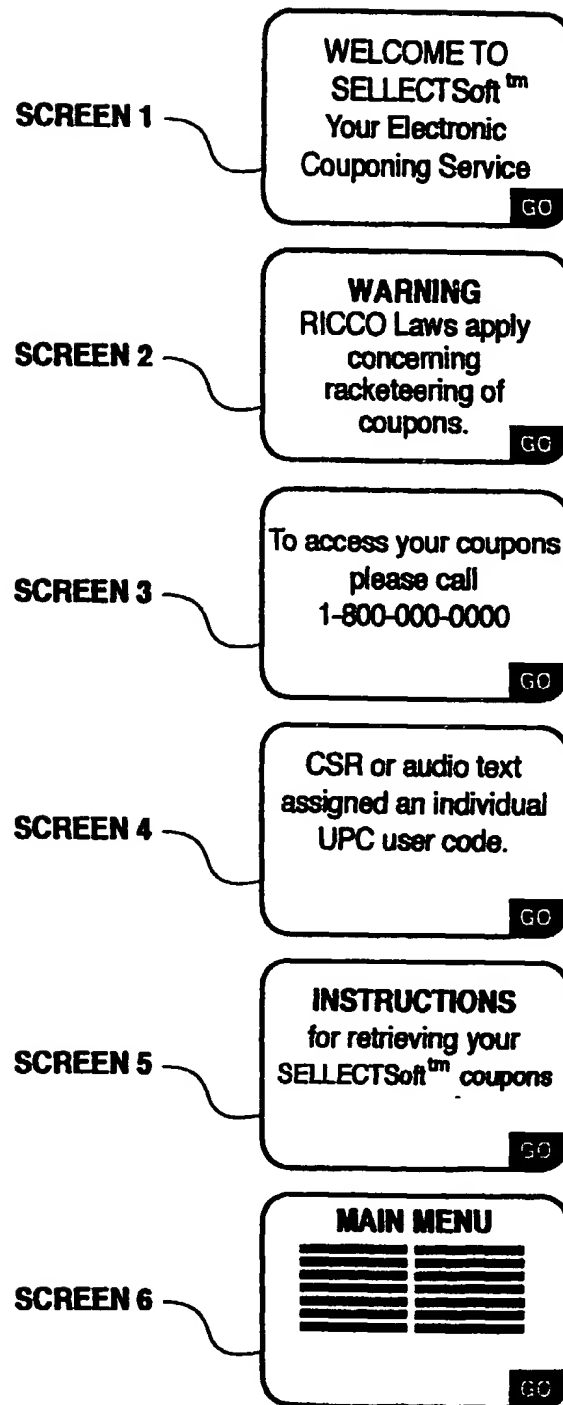 SCREEN 1
WELCOME TO
SELLECTSoft tm
Your Electronic
Couponing Service
GO
SCREEN 2
WARNING
RICCO Laws apply
concerning
racketeering of
coupons.
GO
SCREEN 3
To access your coupons
please call
1-800-000-0000
GO
SCREEN 4
CSR or audio text
assigned an individual
UPC user code.
GO
SCREEN 5
INSTRUCTIONS
for retrieving your
SELLECTSoft tm coupons
GO
SCREEN 6
MAIN MENU
GO